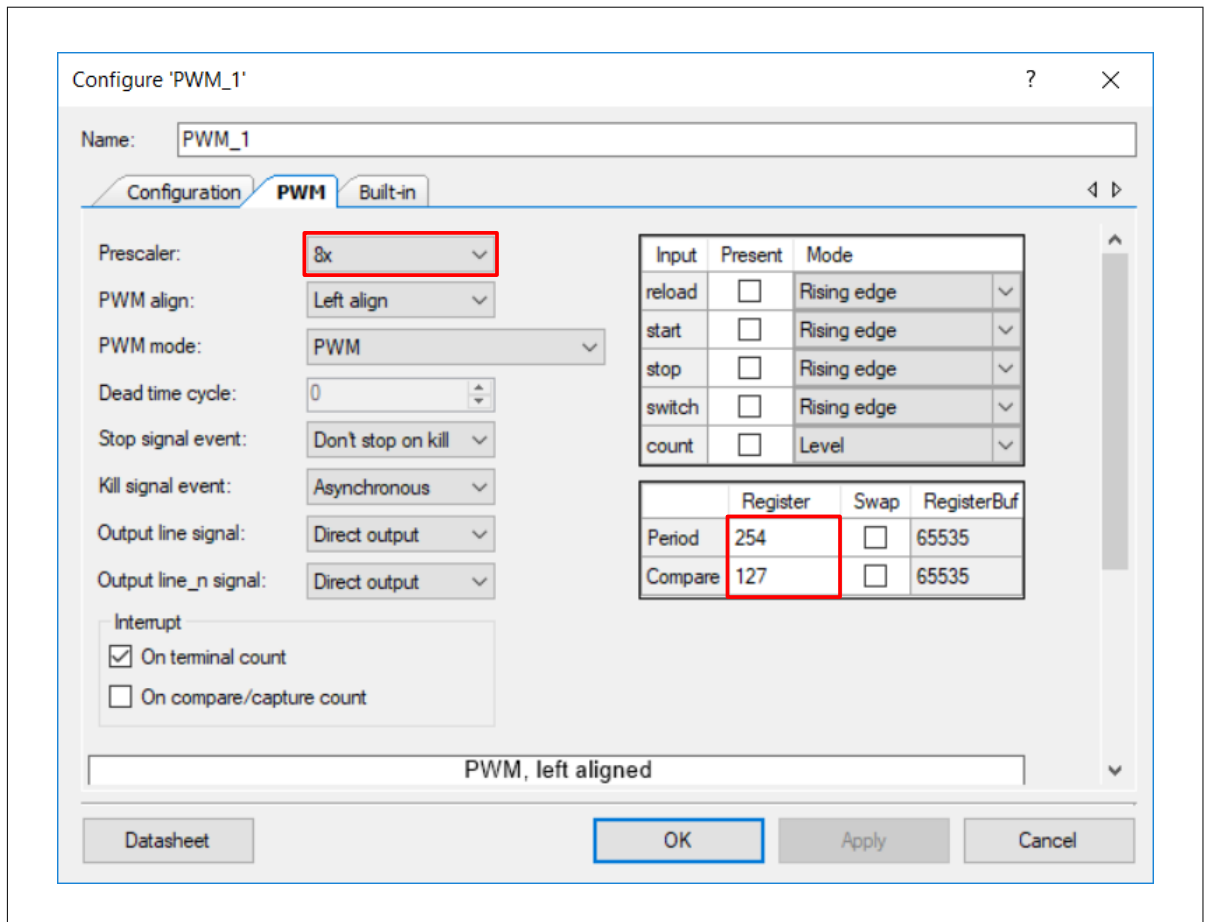 Configure 'PWM_1'
?
Name:
PWM_1
Configuration
PWM
Built-in
Prescaler:
8x
PWM align:
Left align
PWM mode:
PWM
Dead time cycle:
0
Stop signal event:
Don't stop on kill
Kill signal event:
Asynchronous
Output line signal:
Direct output
Output line_n signal:
Direct output
Interrupt
On terminal count
On compare/capture count
Input Present Mode
reload Rising edge
start Rising edge
stop Rising edge
switch Rising edge
count Level
Register Swap RegisterBuf
Period 254 65535
Compare 127 65535
PWM, left aligned
Datasheet
OK
Apply
Cancel